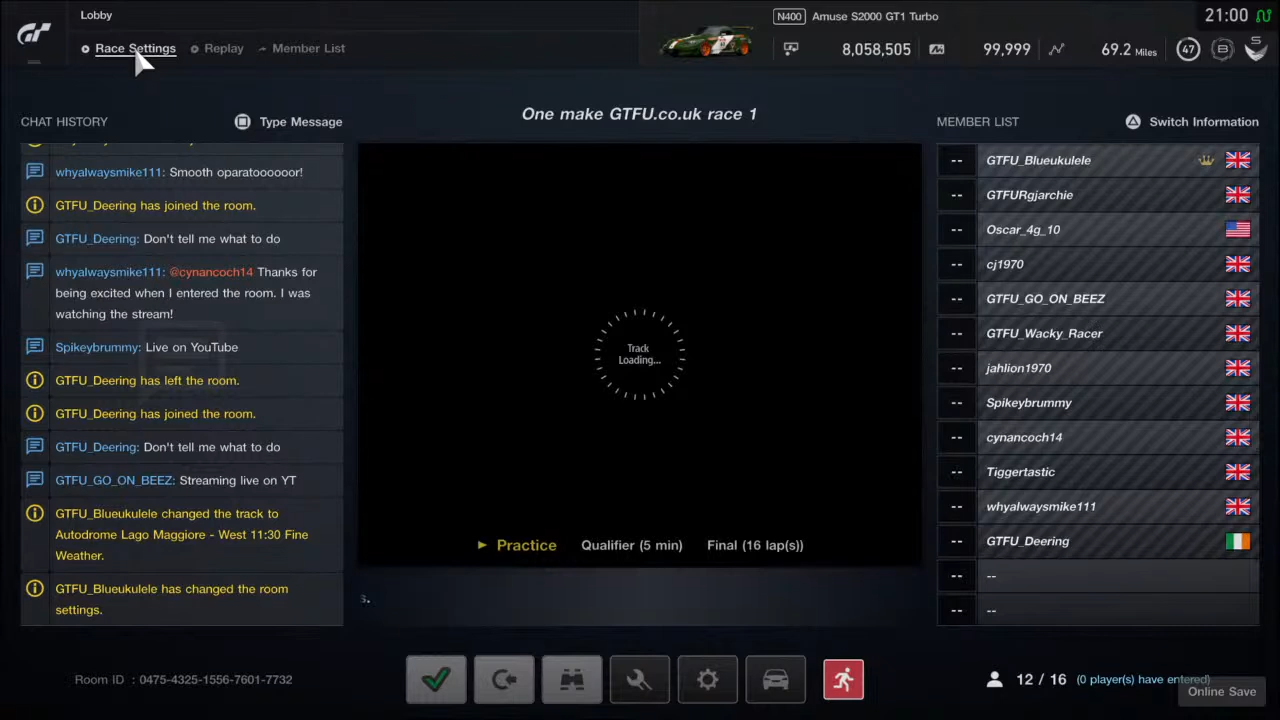 Lobby
Race Settings
Replay
Member List
N400 Amuse S2000 GT1 Turbo
8,058,505
99,999
69.2 Miles
47
B
S
21:00
CHAT HISTORY
Type Message
One make GTFU.co.uk race 1
MEMBER LIST
Switch Information
whyalwaysmike111: Smooth oparatoooooor!
GTFU_Deering has joined the room.
GTFU_Deering: Don't tell me what to do
whyalwaysmike111: @cynancoch14 Thanks for
being excited when I entered the room. I was
watching the stream!
Spikeybrummy: Live on YouTube
GTFU_Deering has left the room.
GTFU_Deering has joined the room.
GTFU_Deering: Don't tell me what to do
GTFU_GO_ON_BEEZ: Streaming live on YT
GTFU_Blueukulele changed the track to
Autodrome Lago Maggiore - West 11:30 Fine
Weather.
GTFU_Blueukulele has changed the room
settings.
Track
Loading...
Practice
Qualifier (5 min)
Final (16 lap(s))
s.
-- GTFU_Blueukulele
-- GTFURgjarchie
-- Oscar_4g_10
-- cj1970
-- GTFU_GO_ON_BEEZ
-- GTFU_Wacky_Racer
-- jahlion1970
-- Spikeybrummy
-- cynancoch14
-- Tiggertastic
-- whyalwaysmike111
-- GTFU_Deering
-- --
-- --
Room ID : 0475-4325-1556-7601-7732
12 / 16 (0 player(s) have entered)
Online Save